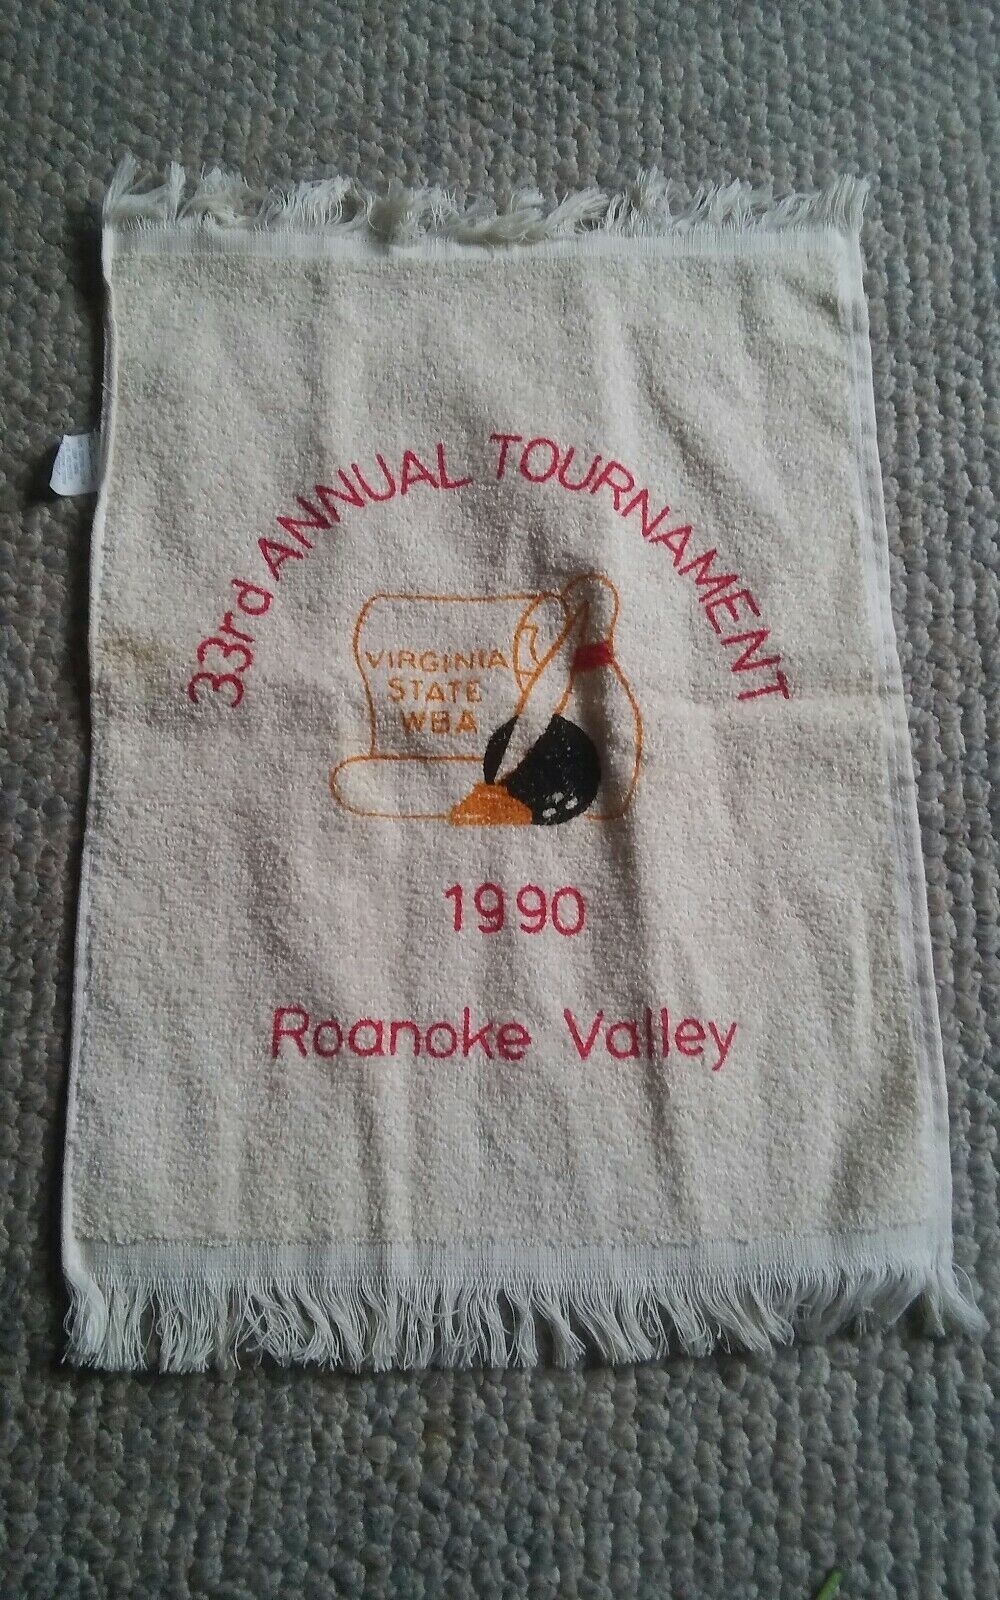 33rd ANNUAL TOURNAMENT
VIRGINIA
STATE
WBA
1990
Roanoke Valley